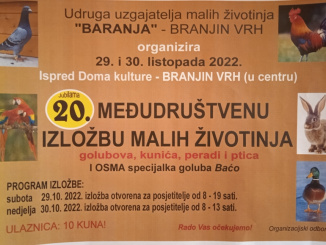 Udruga uzgajatelja malih životinja
"BARANJA" - BRANJIN VRH
organizira
29. i 30. listopada 2022.
Ispred Doma kulture - BRANJIN VRH (u centru)
jubilarna
20. MEĐUDRUŠTVENU
IZLOŽBU MALIH ŽIVOTINJA
golubova, kunića, peradi i ptica
I OSMA specijalka goluba Baćo
PROGRAM IZLOŽBE:
subota 29.10. 2022. izložba otvorena za posjetitelje od 8 - 19 sati.
nedjelja 30.10. 2022. izložba otvorena za posjetitelje od 8 - 13 sati.
ULAZNICA: 10 KUNA!
Rado Vas očekujemo!
Organizacijski odbor